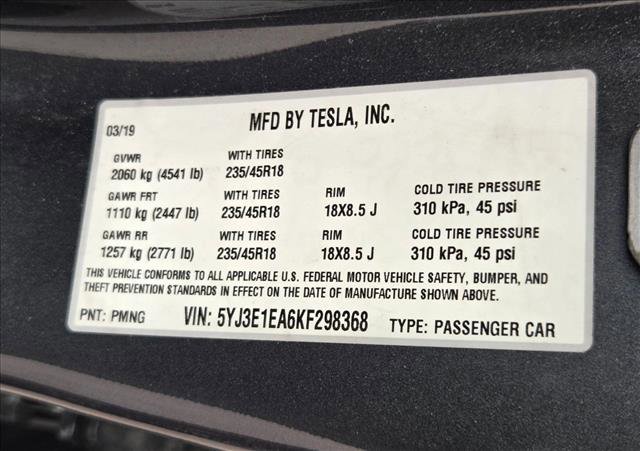 03/19 MFD BY TESLA, INC.
GVWR WITH TIRES
2060 kg (4541 lb) 235/45R18
GAWR FRT WITH TIRES RIM COLD TIRE PRESSURE
1110 kg (2447 lb) 235/45R18 18X8.5 J 310 kPa, 45 psi
GAWR RR WITH TIRES RIM COLD TIRE PRESSURE
1257 kg (2771 lb) 235/45R18 18X8.5 J 310 kPa, 45 psi
THIS VEHICLE CONFORMS TO ALL APPLICABLE U.S. FEDERAL MOTOR VEHICLE SAFETY, BUMPER, AND
THEFT PREVENTION STANDARDS IN EFFECT ON THE DATE OF MANUFACTURE SHOWN ABOVE.
PNT: PMNG VIN: 5YJ3E1EA6KF298368 TYPE: PASSENGER CAR